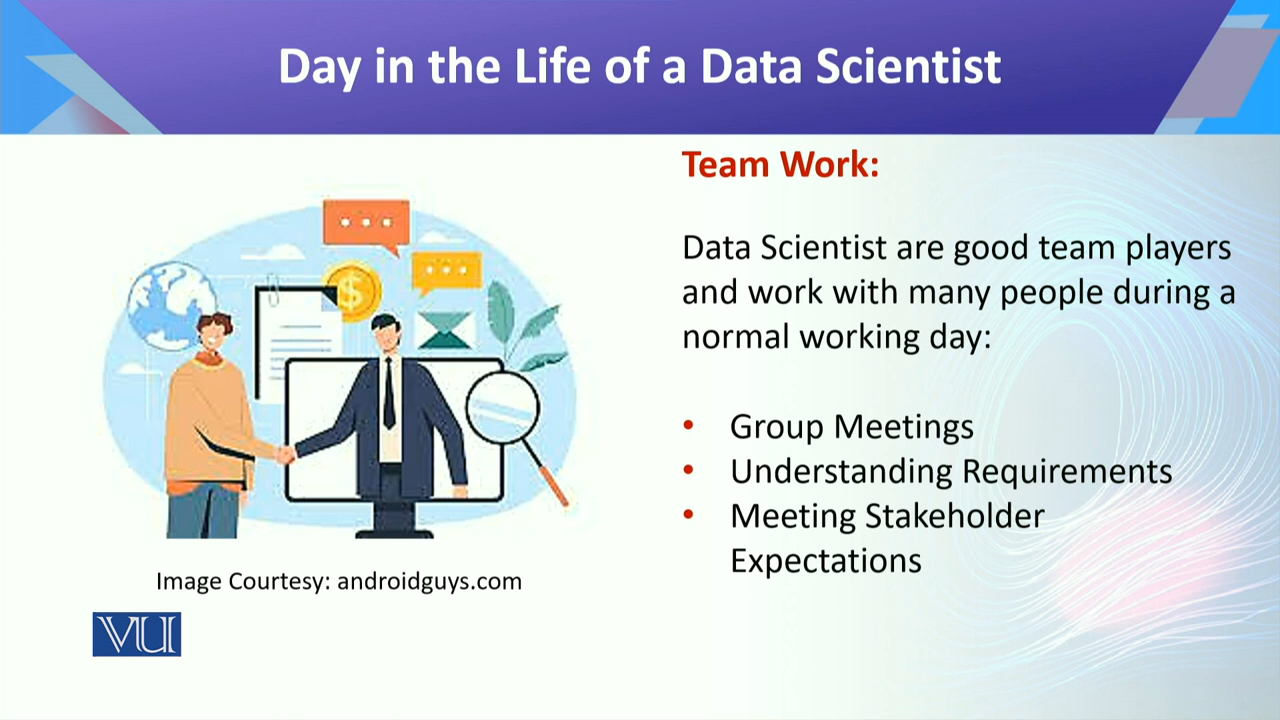 Day in the Life of a Data Scientist
Team Work:
Data Scientist are good team players
and work with many people during a
normal working day:
• Group Meetings
• Understanding Requirements
• Meeting Stakeholder
Expectations
$
Image Courtesy: androidguys.com
VU